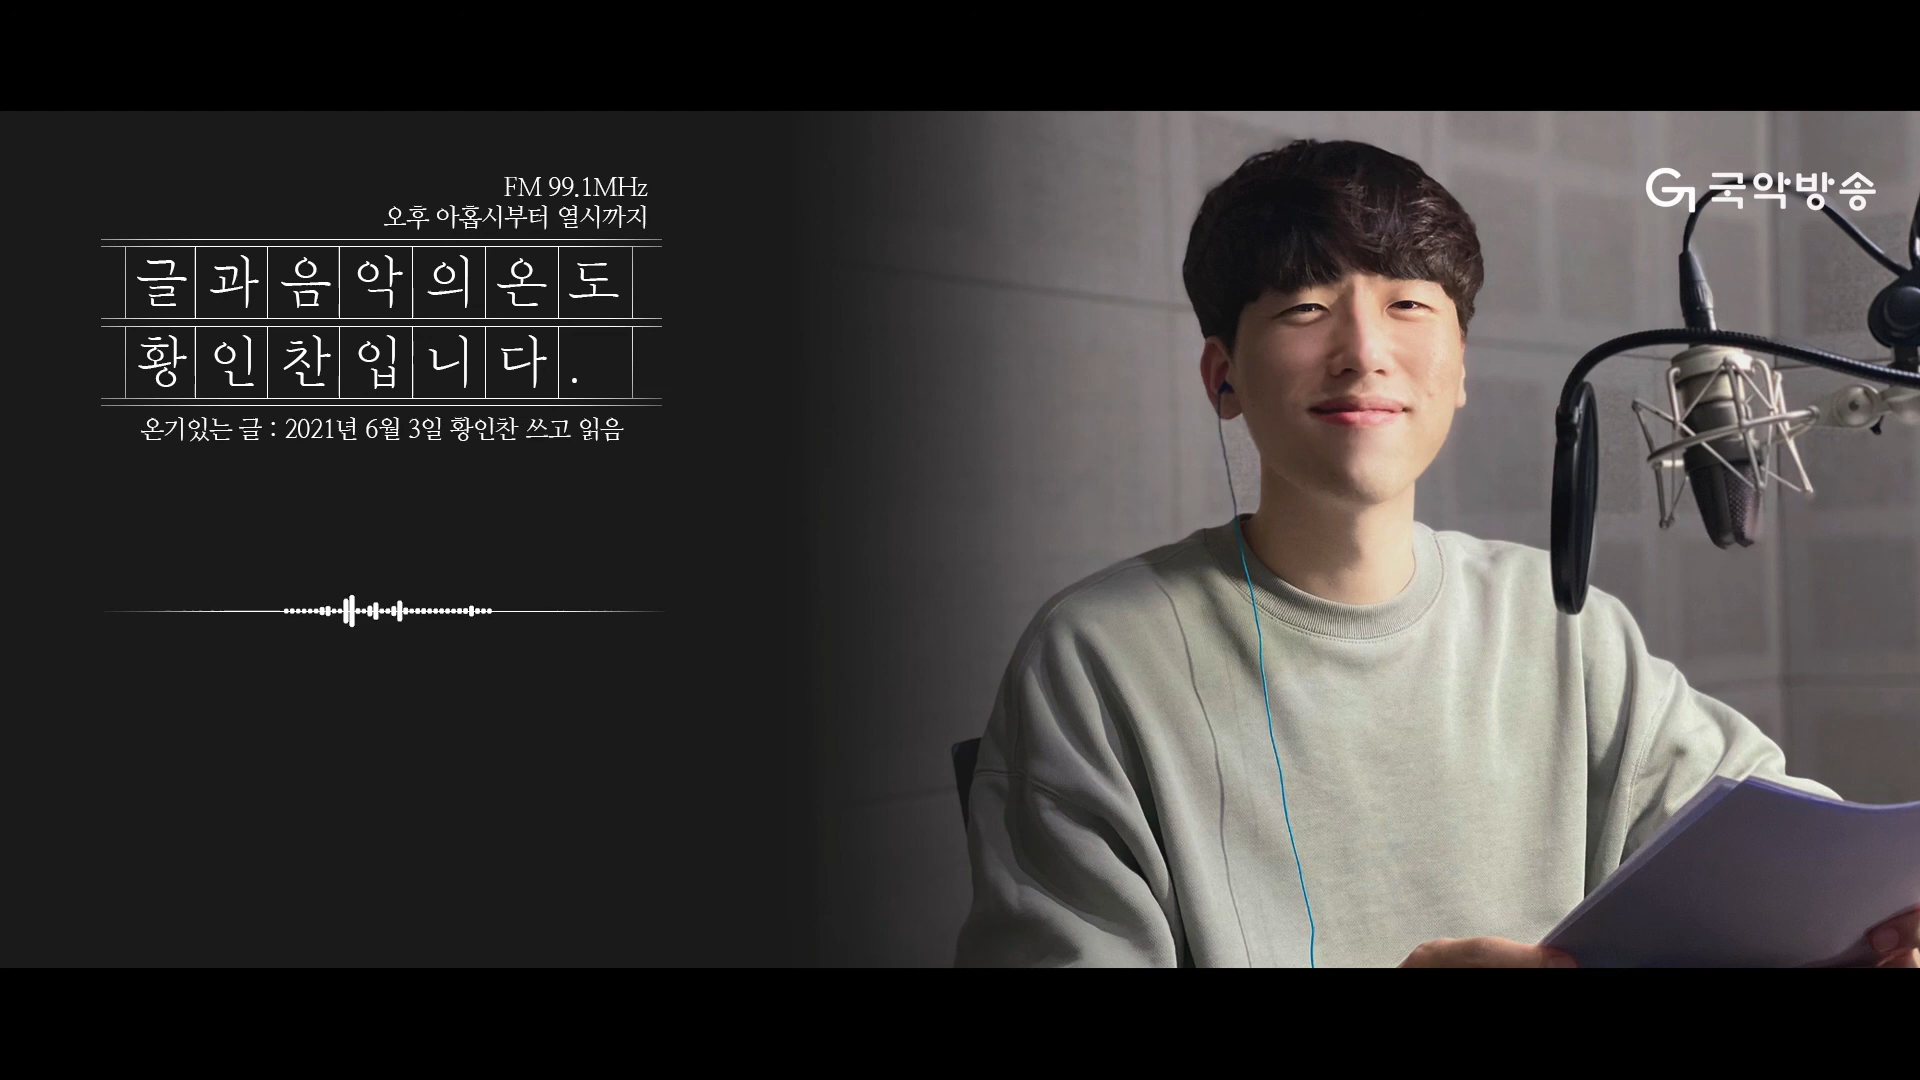 FM 99.1MHz
오후 아홉시부터 열시까지
글과음악의온도
황인찬입니다.
온기있는 글 : 2021년 6월 3일 황인찬 쓰고 읽음
국악방송